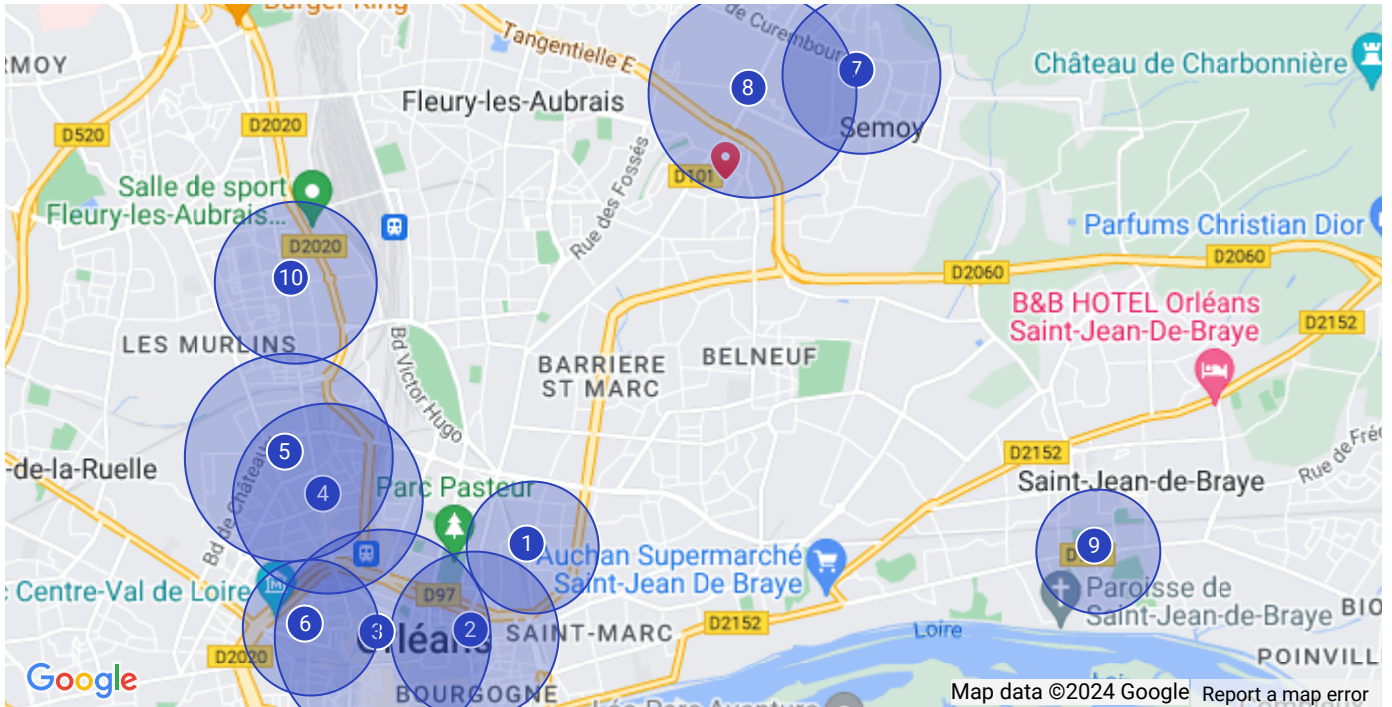 Burger King
RMOY
Tangentielle E
de Curembourg
7
8
Château de Charbonnière
Fleury-les-Aubrais
D520
D2020
Semoy
Rue des Fossés
D101
Salle de sport
Fleury-les-Aubrais...
D2020
Parfums Christian Dior
D2060
D2060
10
B&B HOTEL Orléans
Saint-Jean-De-Braye
D2152
LES MURLINS
Bd Victor Hugo
BARRIERE
ST MARC
BELNEUF
5
4
-de-la-Ruelle
Bd de Château
Parc Pasteur
D2152
Saint-Jean-de-Braye
Rue de Fré
1
Auchan Supermarché
Saint-Jean De Braye
9
c Centre-Val de Loire
D97
Paroisse de
Saint-Jean-de-Braye
BIO
6
3
2
Orléans
SAINT-MARC
D2152
Loire
D2020
POINVILL
Google
BOURGOGNE
Map data ©2024 Google
Report a map error